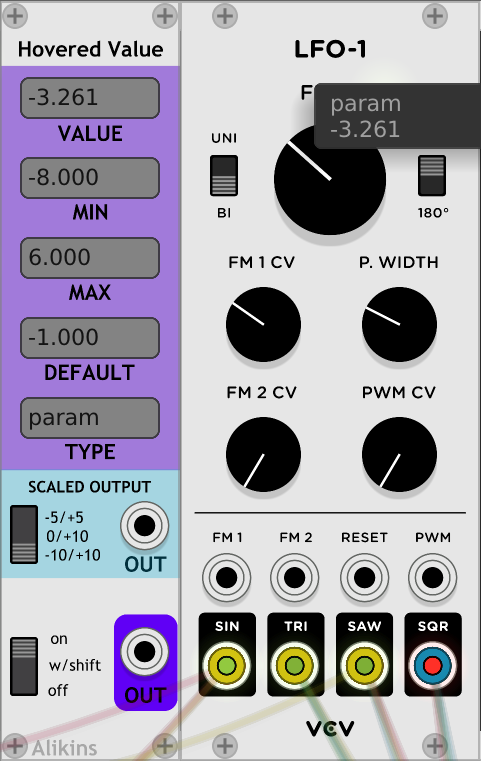 Hovered Value
-3.261
VALUE
-8.000
MIN
6.000
MAX
-1.000
DEFAULT
param
TYPE
SCALED OUTPUT
-5/+5
0/+10
-10/+10
OUT
on
w/shift
off
OUT
Alikins
LFO-1
param
-3.261
UNI
BI
180°
FM 1 CV
P. WIDTH
FM 2 CV
PWM CV
FM 1
FM 2
RESET
PWM
SIN
TRI
SAW
SQR
VCV